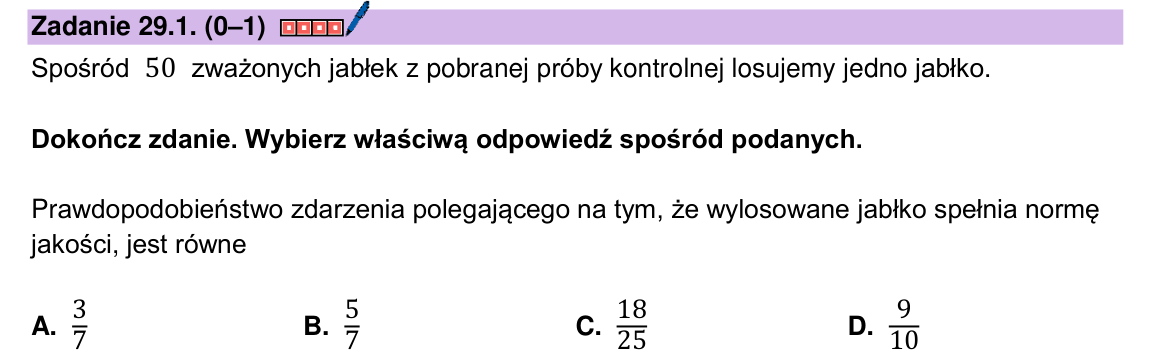 Zadanie 29.1. (0–1)
Spośród 50 zważonych jabłek z pobranej próby kontrolnej losujemy jedno jabłko.
Dokończ zdanie. Wybierz właściwą odpowiedź spośród podanych.
Prawdopodobieństwo zdarzenia polegającego na tym, że wylosowane jabłko spełnia normę
jakości, jest równe
A. 3/7 B. 5/7 C. 18/25 D. 9/10